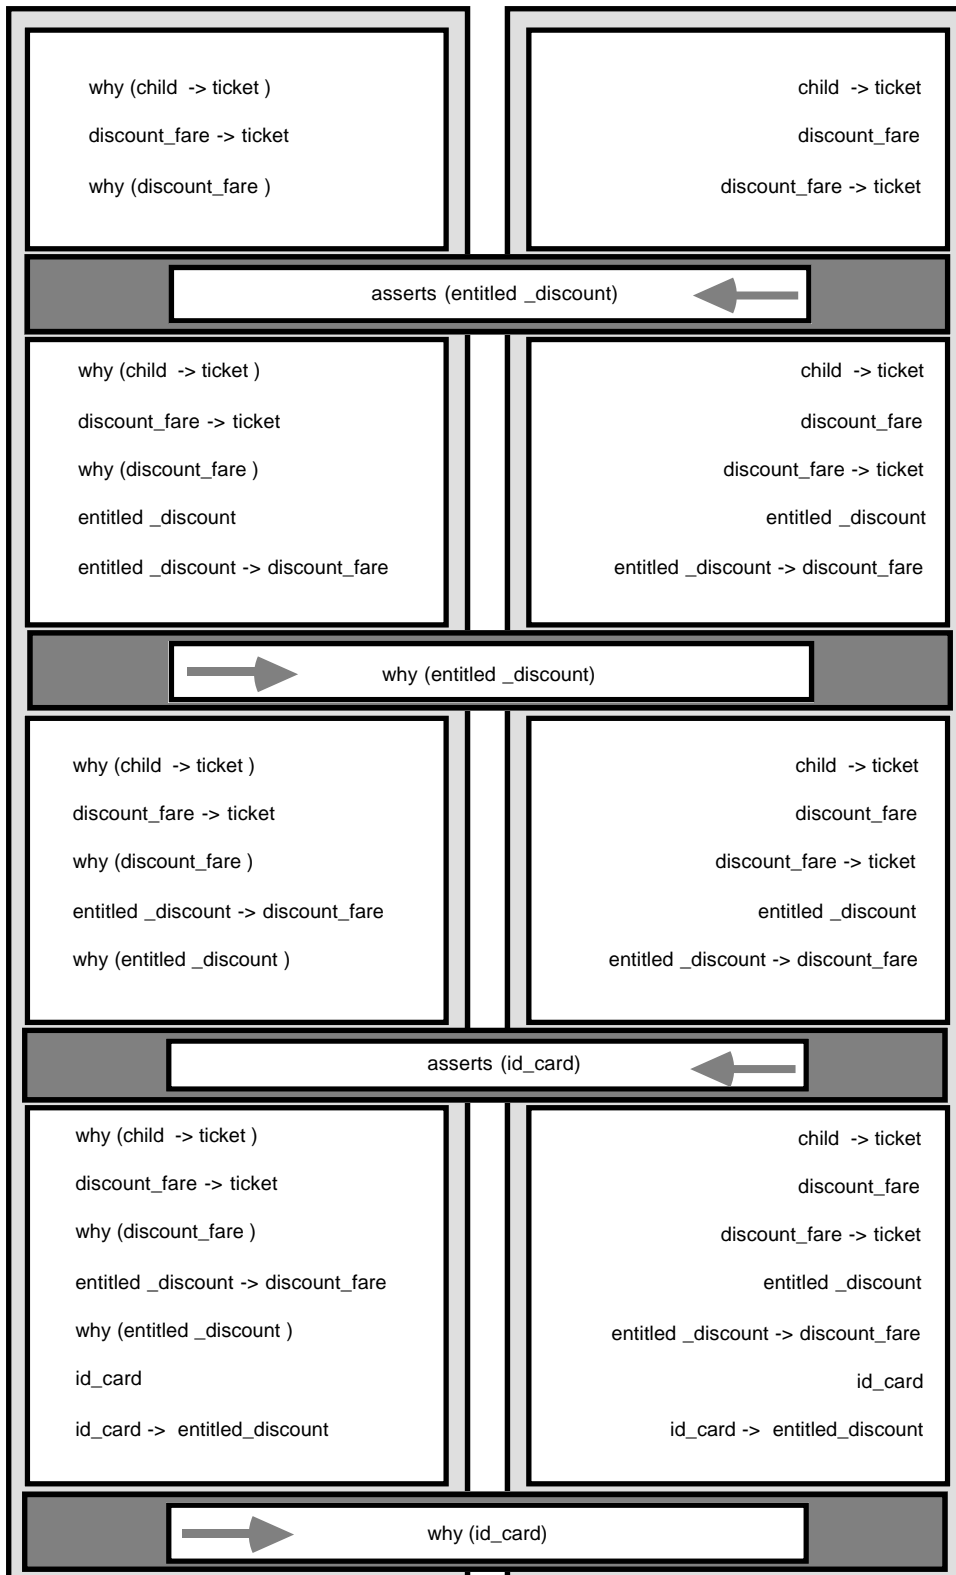 why (child -> ticket )
discount_fare -> ticket
why (discount_fare )
child -> ticket
discount_fare
discount_fare -> ticket
asserts (entitled _discount)
why (child -> ticket )
discount_fare -> ticket
why (discount_fare )
entitled _discount
entitled _discount -> discount_fare
child -> ticket
discount_fare
discount_fare -> ticket
entitled _discount
entitled _discount -> discount_fare
why (entitled _discount)
why (child -> ticket )
discount_fare -> ticket
why (discount_fare )
entitled _discount -> discount_fare
why (entitled _discount )
child -> ticket
discount_fare
discount_fare -> ticket
entitled _discount
entitled _discount -> discount_fare
asserts (id_card)
why (child -> ticket )
discount_fare -> ticket
why (discount_fare )
entitled _discount -> discount_fare
why (entitled _discount )
id_card
id_card -> entitled_discount
child -> ticket
discount_fare
discount_fare -> ticket
entitled _discount
entitled _discount -> discount_fare
id_card
id_card -> entitled_discount
why (id_card)